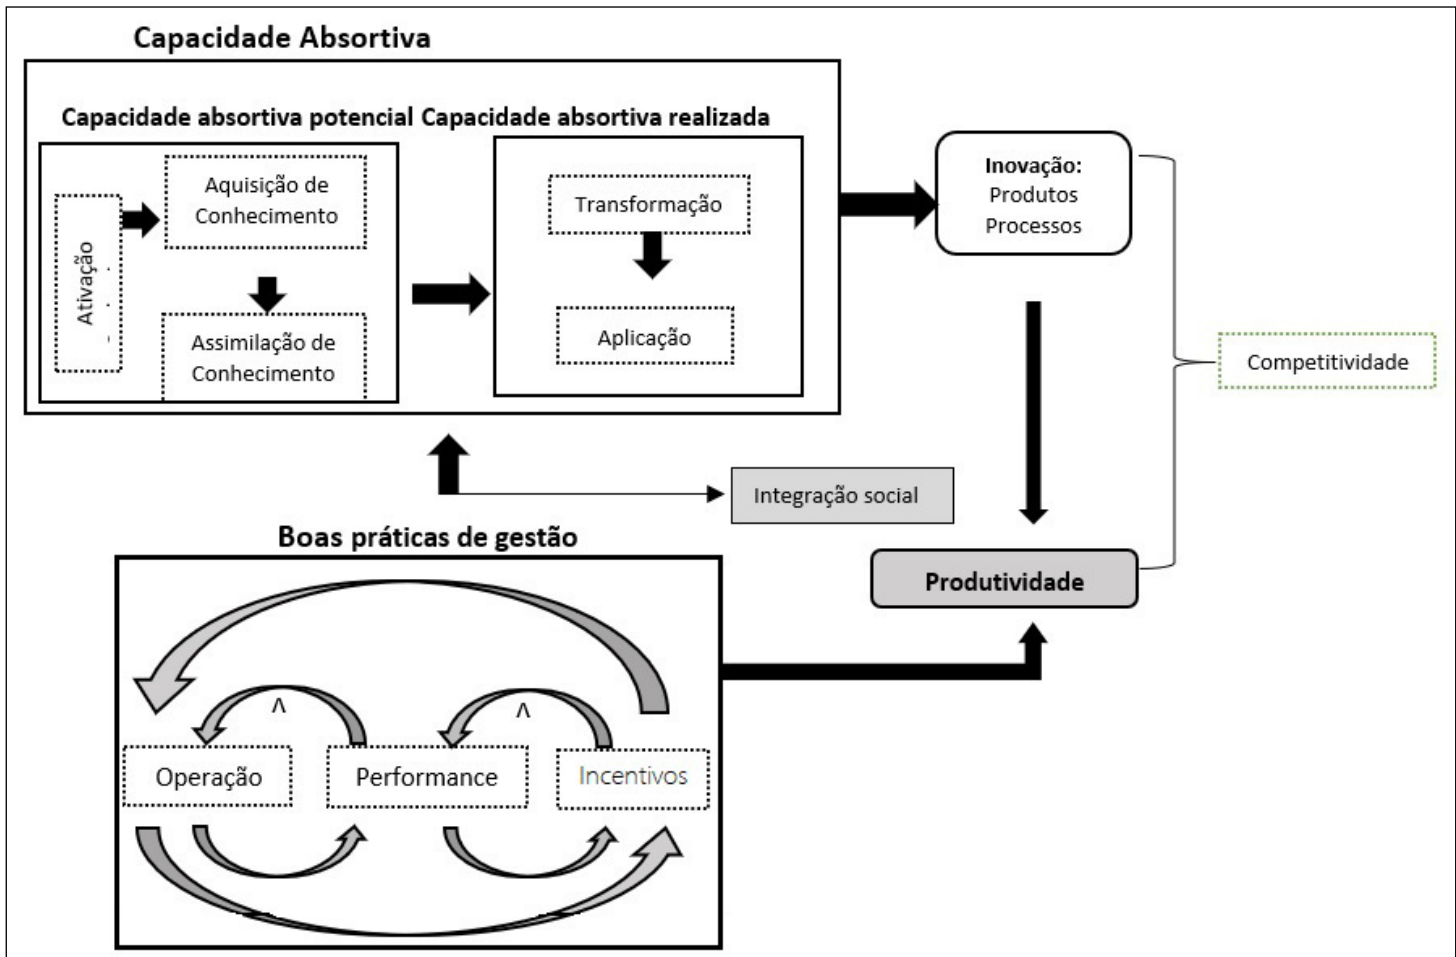 Capacidade Absortiva
Capacidade absortiva potencial
Capacidade absortiva realizada
Ativação
Aquisição de
Conhecimento
Assimilação de
Conhecimento
Transformação
Aplicação
Inovação:
Produtos
Processos
Competitividade
Integração social
Boas práticas de gestão
Produtividade
Λ
Λ
Operação
Performance
Incentivos